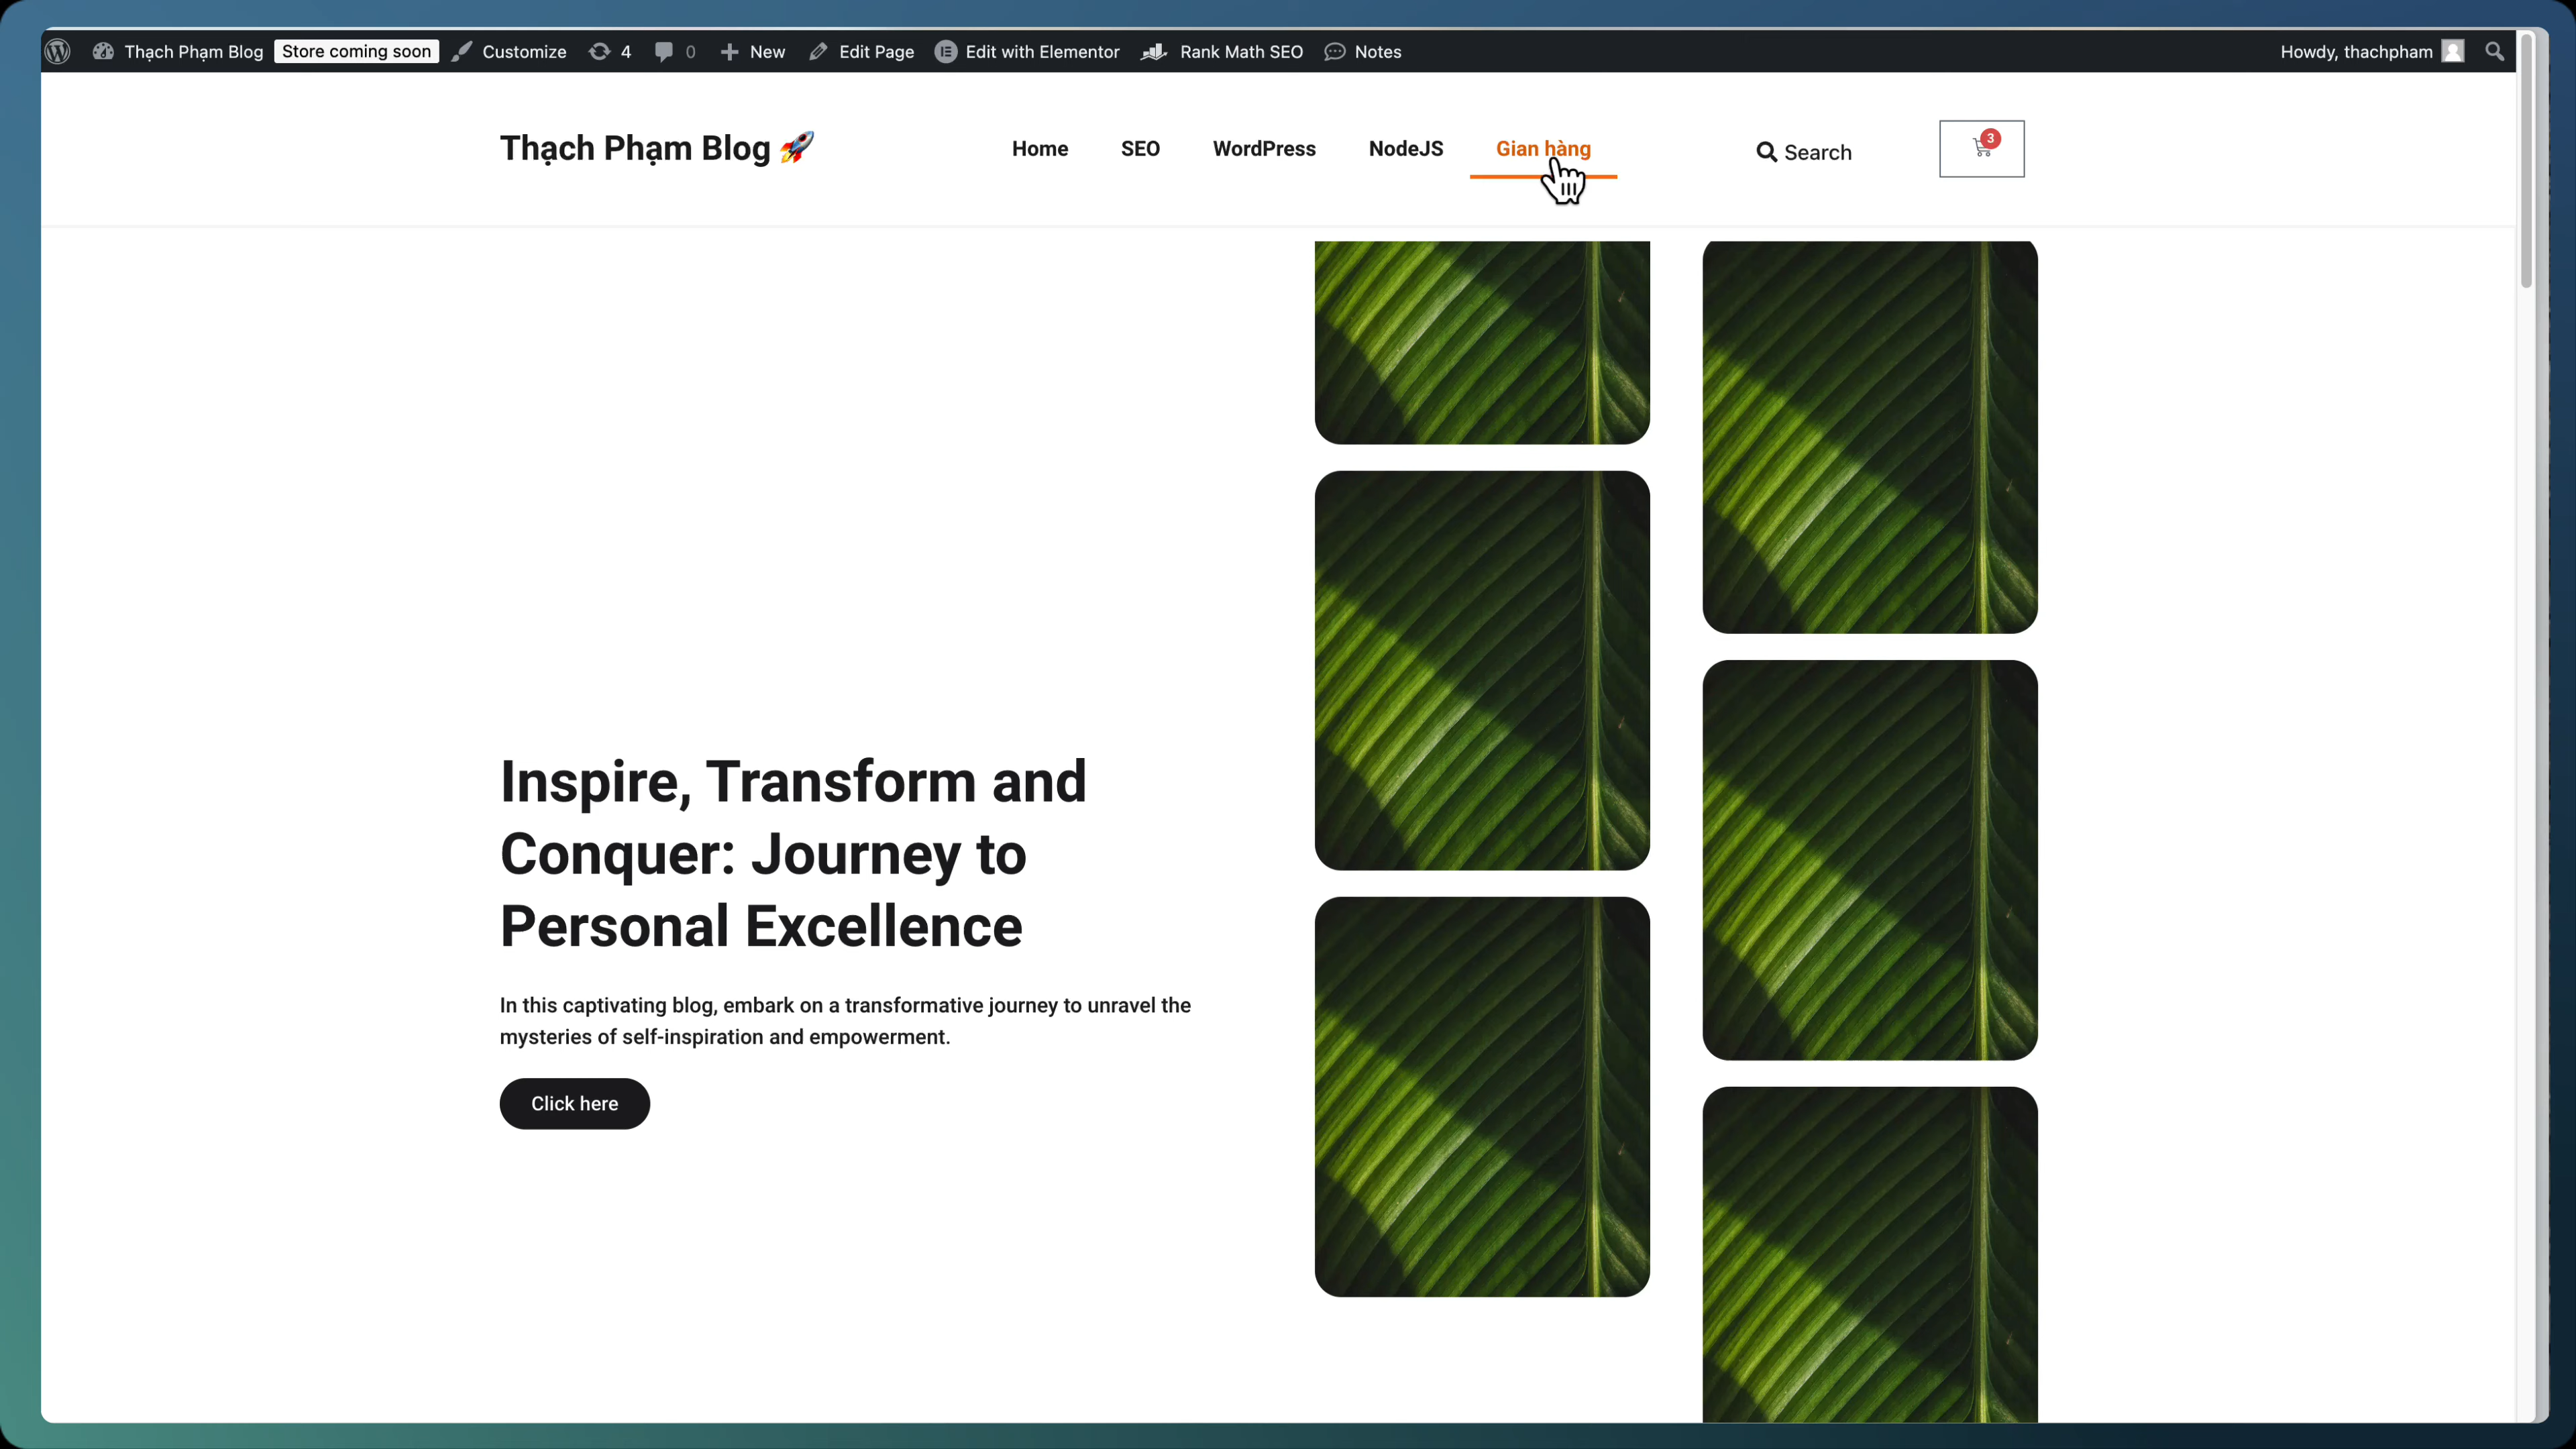 Thạch Phạm Blog Store coming soon Customize 4 0 New Edit Page Edit with Elementor Rank Math SEO Notes Howdy, thachpham
Thạch Phạm Blog 🚀 Home SEO WordPress NodeJS Gian hàng Search 3
Inspire, Transform and
Conquer: Journey to
Personal Excellence
In this captivating blog, embark on a transformative journey to unravel the
mysteries of self-inspiration and empowerment.
Click here